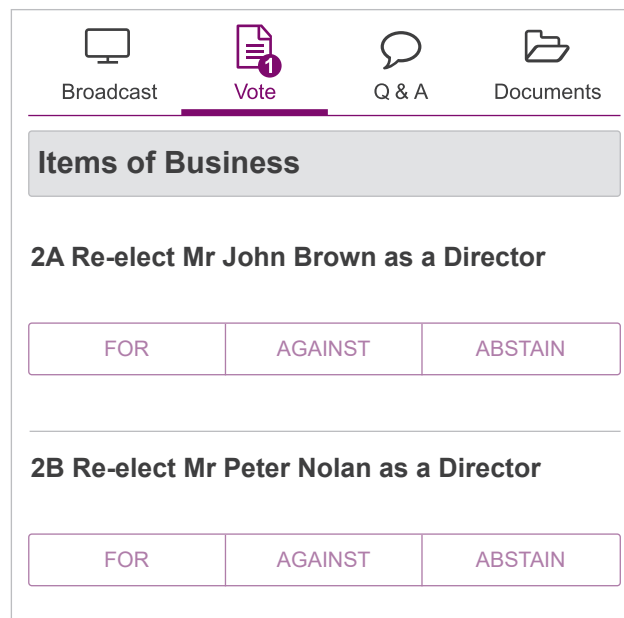 1
Broadcast Vote Q & A Documents
Items of Business
2A Re-elect Mr John Brown as a Director
FOR AGAINST ABSTAIN
2B Re-elect Mr Peter Nolan as a Director
FOR AGAINST ABSTAIN